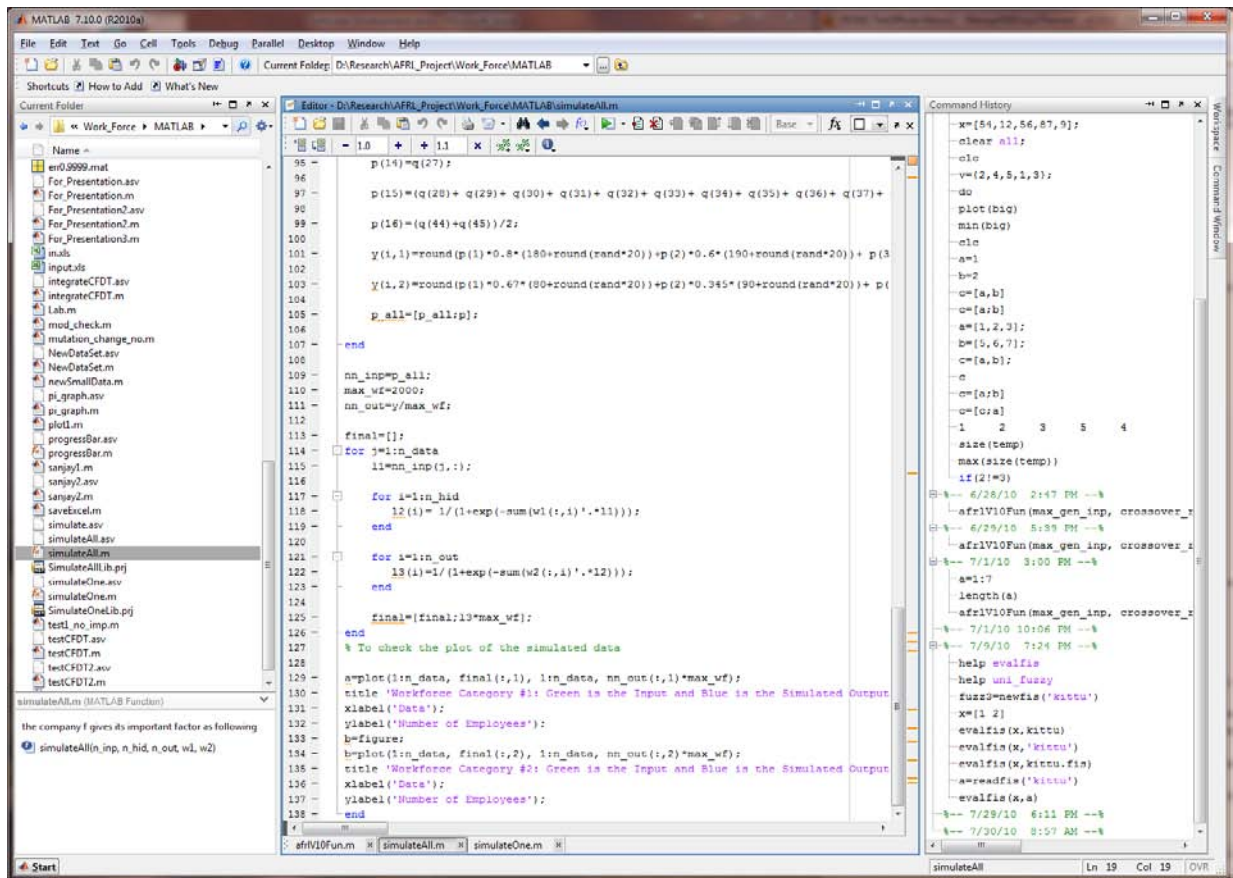 MATLAB 7.10.0 (R2010a)
File Edit Text Go Cell Tools Debug Parallel Desktop Window Help
Current Folder: D:\Research\AFRL_Project\Work_Force\MATLAB
Shortcuts How to Add What's New
Current Folder
« Work_Force MATLAB
Name
err0.9999.mat
For_Presentation.asv
For_Presentation.m
For_Presentation2.asv
For_Presentation2.m
For_Presentation3.m
in.xls
input.xls
integrateCFDT.asv
integrateCFDT.m
Lab.m
mod_check.m
mutation_change_no.m
NewDataSet.asv
NewDataSet.m
newSmallData.m
pi_graph.asv
pi_graph.m
plot1.m
progressBar.asv
progressBar.m
sanjay1.m
sanjay2.asv
sanjay2.m
saveExcel.m
simulate.asv
simulateAll.asv
simulateAll.m
SimulateAllLib.prj
simulateOne.asv
simulateOne.m
SimulateOneLib.prj
test1_no_imp.m
testCFDT.asv
testCFDT.m
testCFDT2.asv
testCFDT2.m
simulateAll.m (MATLAB Function)
the company f gives its important factor as following
simulateAll(n_inp, n_hid, n_out, w1, w2)
Start
Editor - D:\Research\AFRL_Project\Work_Force\MATLAB\simulateAll.m
Base
- 1.0 + ÷ 1.1 ×
95 - p(14)=q(27);
96
97 - p(15)=(q(28)+ q(29)+ q(30)+ q(31)+ q(32)+ q(33)+ q(34)+ q(35)+ q(36)+ q(37)+
98
99 - p(16)=(q(44)+q(45))/2;
100
101 - y(i,1)=round(p(1)*0.8*(180+round(rand*20))+p(2)*0.6*(190+round(rand*20))+ p(3
102
103 - y(i,2)=round(p(1)*0.67*(80+round(rand*20))+p(2)*0.345*(90+round(rand*20))+ p(
104
105 - p_all=[p_all;p];
106
107 - end
108
109 - nn_inp=p_all;
110 - max_wf=2000;
111 - nn_out=y/max_wf;
112
113 - final=[];
114 - for j=1:n_data
115 - l1=nn_inp(j,:);
116
117 - for i=1:n_hid
118 - l2(i)= 1/(1+exp(-sum(w1(:,i)'.*l1)));
119 - end
120
121 - for i=1:n_out
122 - l3(i)=1/(1+exp(-sum(w2(:,i)'.*l2)));
123 - end
124
125 - final=[final;l3*max_wf];
126 - end
127 % To check the plot of the simulated data
128
129 - a=plot(1:n_data, final(:,1), 1:n_data, nn_out(:,1)*max_wf);
130 - title 'Workforce Category #1: Green is the Input and Blue is the Simulated Output
131 - xlabel('Data');
132 - ylabel('Number of Employees');
133 - b=figure;
134 - b=plot(1:n_data, final(:,2), 1:n_data, nn_out(:,2)*max_wf);
135 - title 'Workforce Category #2: Green is the Input and Blue is the Simulated Output
136 - xlabel('Data');
137 - ylabel('Number of Employees');
138 - end
afrlV10Fun.m simulateAll.m simulateOne.m
Command History
x=[54,12,56,87,9];
clear all;
clc
v=(2,4,5,1,3);
do
plot(big)
min(big)
clc
a=1
b=2
c=[a,b]
c=[a;b]
a=[1,2,3];
b=[5,6,7];
c=[a,b];
c
c=[a;b]
c=[c;a]
1 2 3 5 4
size(temp)
max(size(temp))
if(2!=3)
%-- 6/28/10 2:47 PM --%
afrlV10Fun(max_gen_inp, crossover_r
%-- 6/29/10 5:39 PM --%
afrlV10Fun(max_gen_inp, crossover_r
%-- 7/1/10 3:00 PM --%
a=1:7
length(a)
afrlV10Fun(max_gen_inp, crossover_r
%-- 7/1/10 10:06 PM --%
%-- 7/9/10 7:24 PM --%
help evalfis
help uni_fuzzy
fuzz3=newfis('kittu')
x=[1 2]
evalfis(x,kittu)
evalfis(x,'kittu')
evalfis(x,kittu.fis)
a=readfis('kittu')
evalfis(x,a)
%-- 7/29/10 6:11 PM --%
%-- 7/30/10 8:57 AM --%
Workspace
Command Window
simulateAll Ln 19 Col 19 OVR